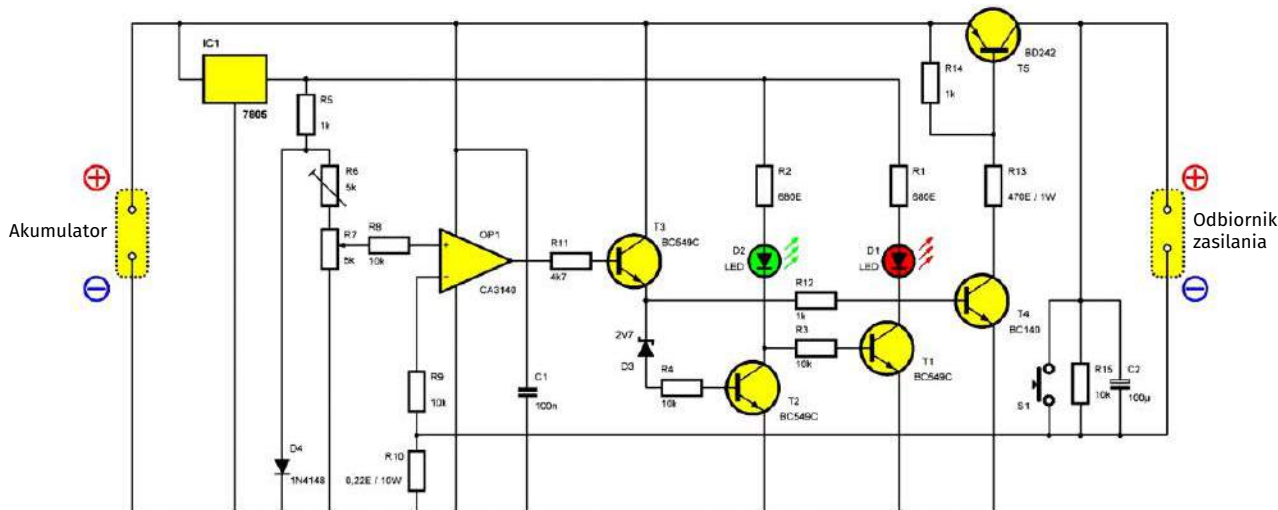 IC1
7805
R5
1k
R6
5k
R7
5k
R8
10k
OP1
+
−
CA3140
R11
4k7
T3
BC549C
R2
680E
R1
680E
D2
LED
D1
LED
R14
1k
BD242
T5
R13
470E / 1W
R12
1k
T4
BC140
2V7
D3
R4
10k
T2
BC549C
R3
10k
T1
BC549C
R9
10k
C1
100n
R10
0,22E / 10W
D4
1N4148
S1
R15
10k
C2
100µ
+
Akumulator
−
+
Odbiornik
zasilania
−